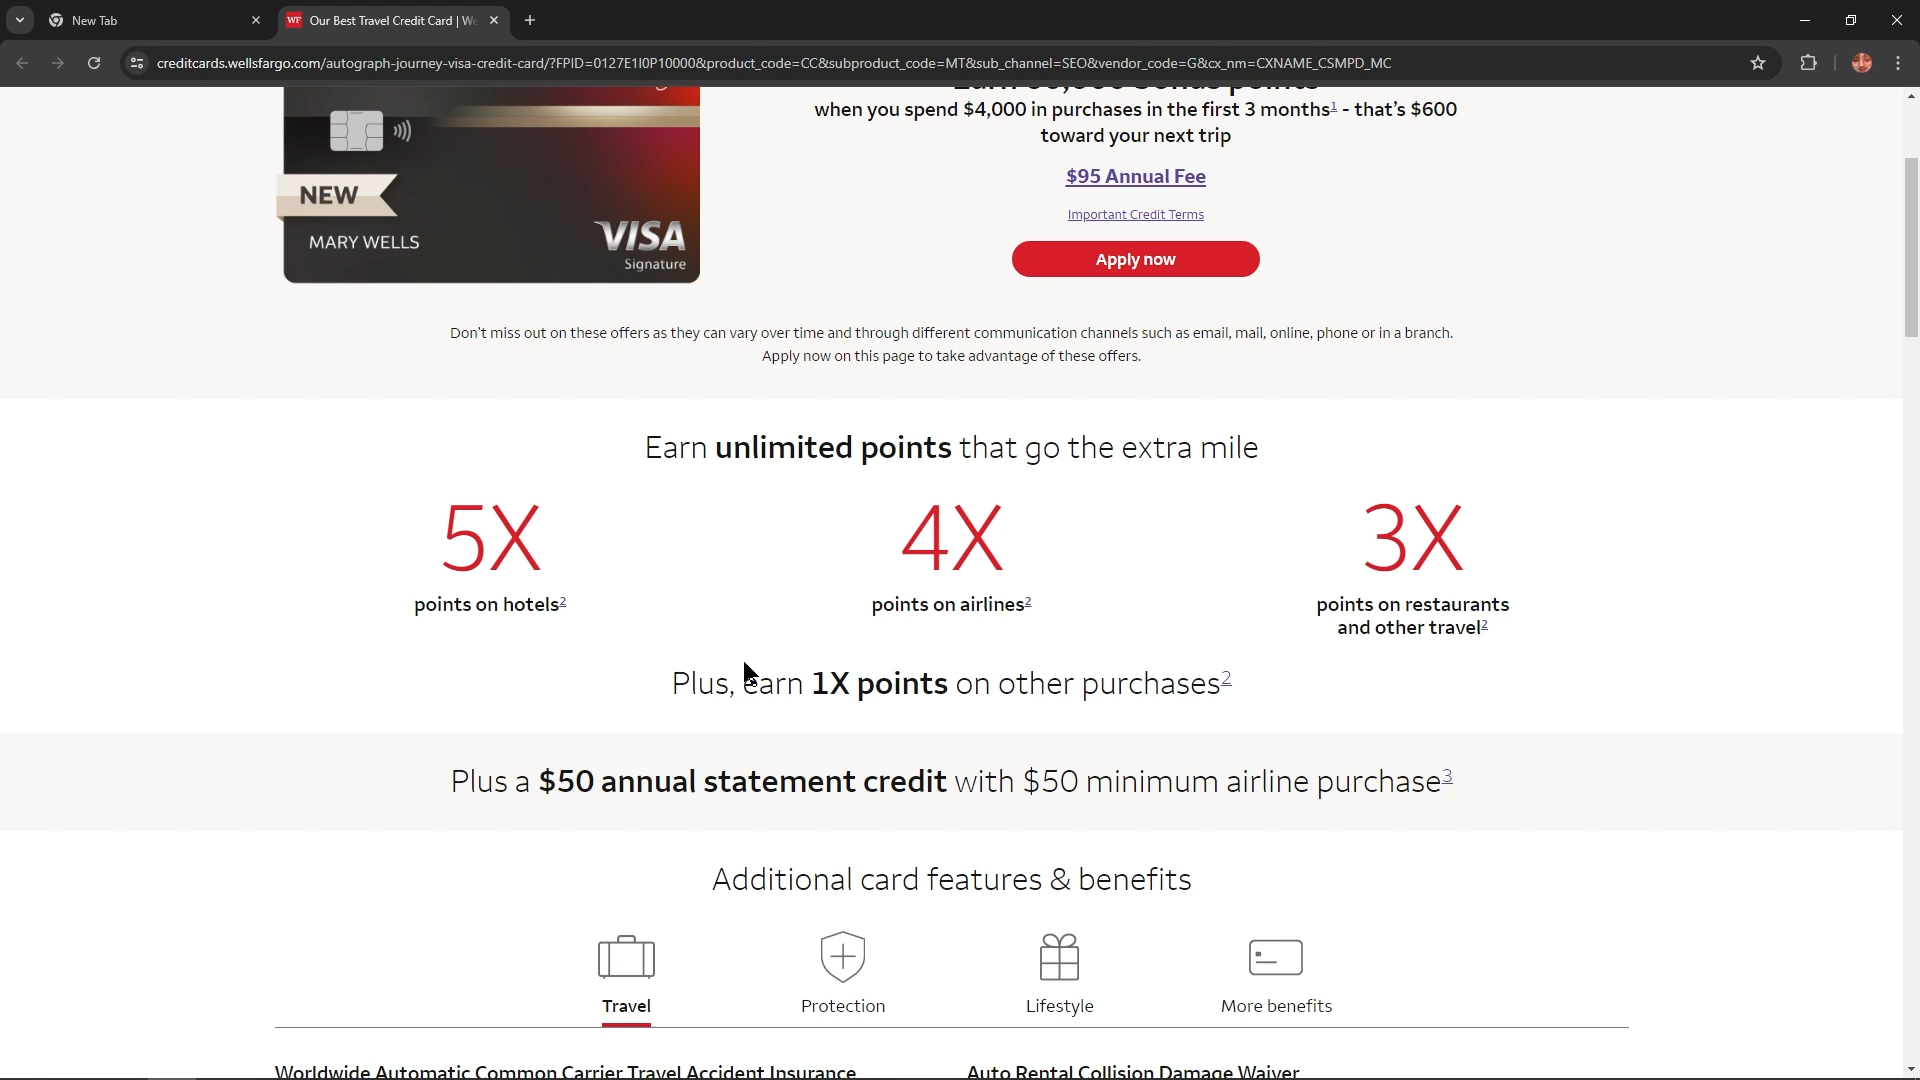 New Tab
Our Best Travel Credit Card | We
creditcards.wellsfargo.com/autograph-journey-visa-credit-card/?FPID=0127E1I0P10000&product_code=CC&subproduct_code=MT&sub_channel=SEO&vendor_code=G&cx_nm=CXNAME_CSMPD_MC
when you spend $4,000 in purchases in the first 3 months1 - that's $600
toward your next trip
$95 Annual Fee
NEW
Important Credit Terms
MARY WELLS
VISA
Signature
Apply now
Don't miss out on these offers as they can vary over time and through different communication channels such as email, mail, online, phone or in a branch.
Apply now on this page to take advantage of these offers.
Earn unlimited points that go the extra mile
5X
points on hotels2
4X
points on airlines2
3X
points on restaurants
and other travel2
Plus, earn 1X points on other purchases2
Plus a $50 annual statement credit with $50 minimum airline purchase3
Additional card features & benefits
Travel
Protection
Lifestyle
More benefits
Worldwide Automatic Common Carrier Travel Accident Insurance
Auto Rental Collision Damage Waiver